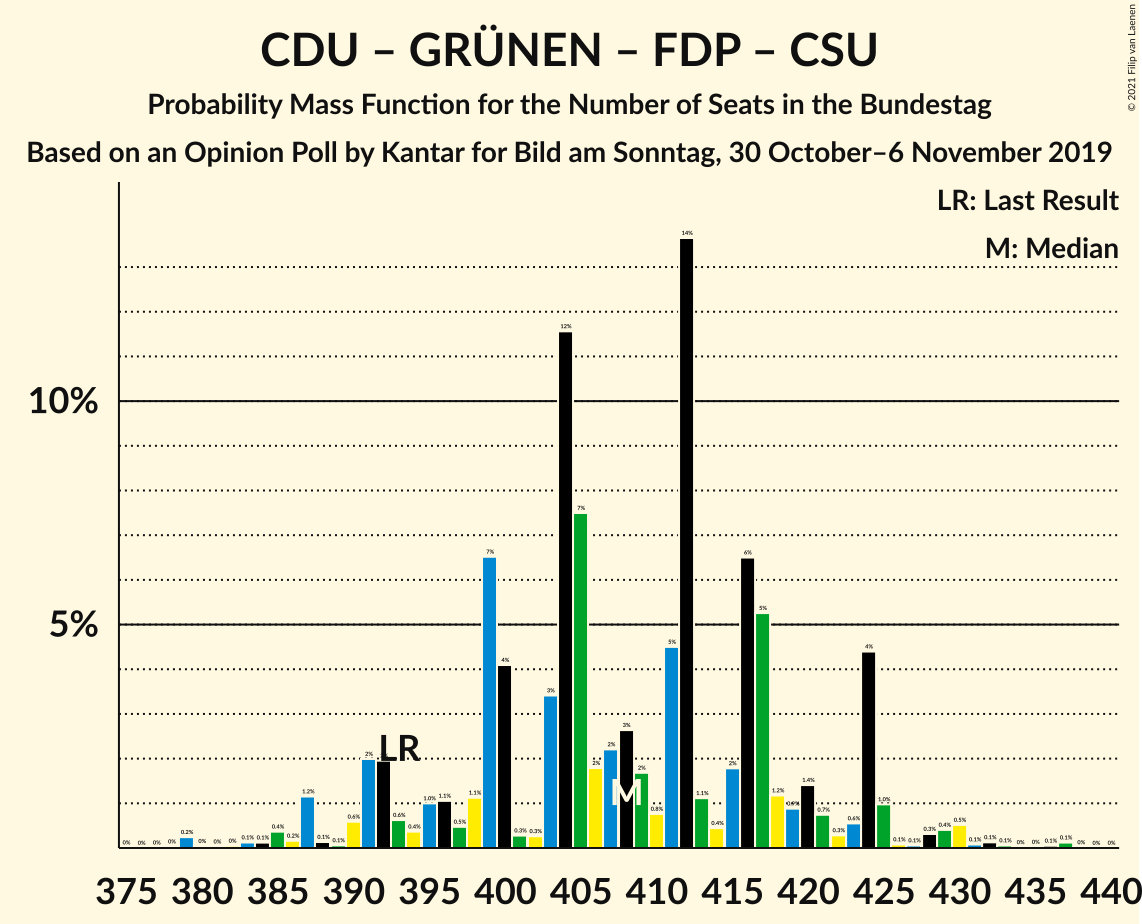 CDU – GRÜNEN – FDP – CSU
Probability Mass Function for the Number of Seats in the Bundestag
Based on an Opinion Poll by Kantar for Bild am Sonntag, 30 October–6 November 2019
© 2021 Filip van Laenen
LR: Last Result
M: Median
10%
5%
0% 0% 0% 0% 0.2% 0% 0% 0% 0.1% 0.1% 0.4% 0.2% 1.2% 0.1% 0.1% 0.6% 2% 0.6% 0.4% 1.0% 1.1% 0.5% 1.1% 7% 4% 0.3% 0.3% 3% 12% 7% 2% 2% 3% 2% 0.8% 5% 14% 1.1% 0.4% 2% 6% 5% 1.2% 0.9% 1.4% 0.7% 0.3% 0.6% 4% 1.0% 0.1% 0.1% 0.3% 0.4% 0.5% 0.1% 0.1% 0.1% 0% 0% 0.1% 0.1% 0% 0% 0%
LR
M
375 380 385 390 395 400 405 410 415 420 425 430 435 440